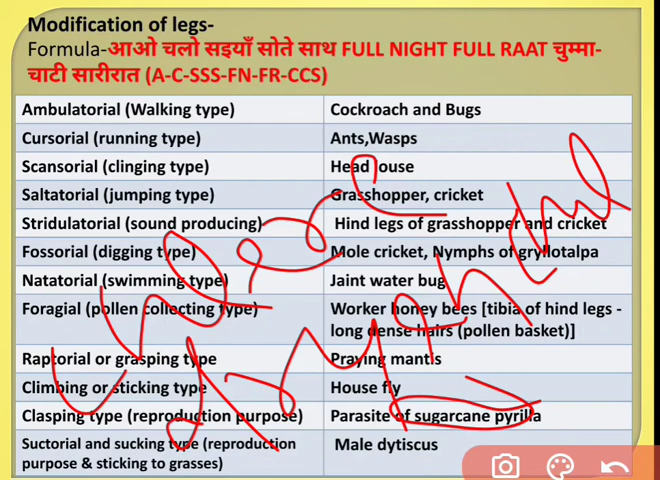 Modification of legs-
Formula-आओ चलो सइयाँ सोते साथ FULL NIGHT FULL RAAT चुम्मा-
चाटी सारीरात (A-C-SSS-FN-FR-CCS)
Ambulatorial (Walking type) Cockroach and Bugs
Cursorial (running type) Ants,Wasps
Scansorial (clinging type) Head louse
Saltatorial (jumping type) Grasshopper, cricket
Stridulatorial (sound producing) Hind legs of grasshopper and cricket
Fossorial (digging type) Mole cricket, Nymphs of gryllotalpa
Natatorial (swimming type) Jaint water bug
Foragial (pollen collecting type) Worker honey bees [tibia of hind legs -
long dense hairs (pollen basket)]
Raptorial or grasping type Praying mantis
Climbing or sticking type House fly
Clasping type (reproduction purpose) Parasite of sugarcane pyrilla
Suctorial and sucking type (reproduction Male dytiscus
purpose & sticking to grasses)